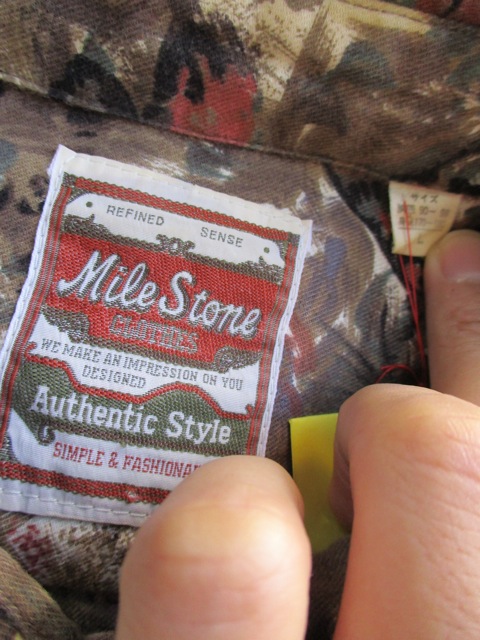 REFINED SENSE
Mile Stone
CLOTHES
WE MAKE AN IMPRESSION ON YOU
DESIGNED
Authentic Style
SIMPLE & FASHIONA
サイズ